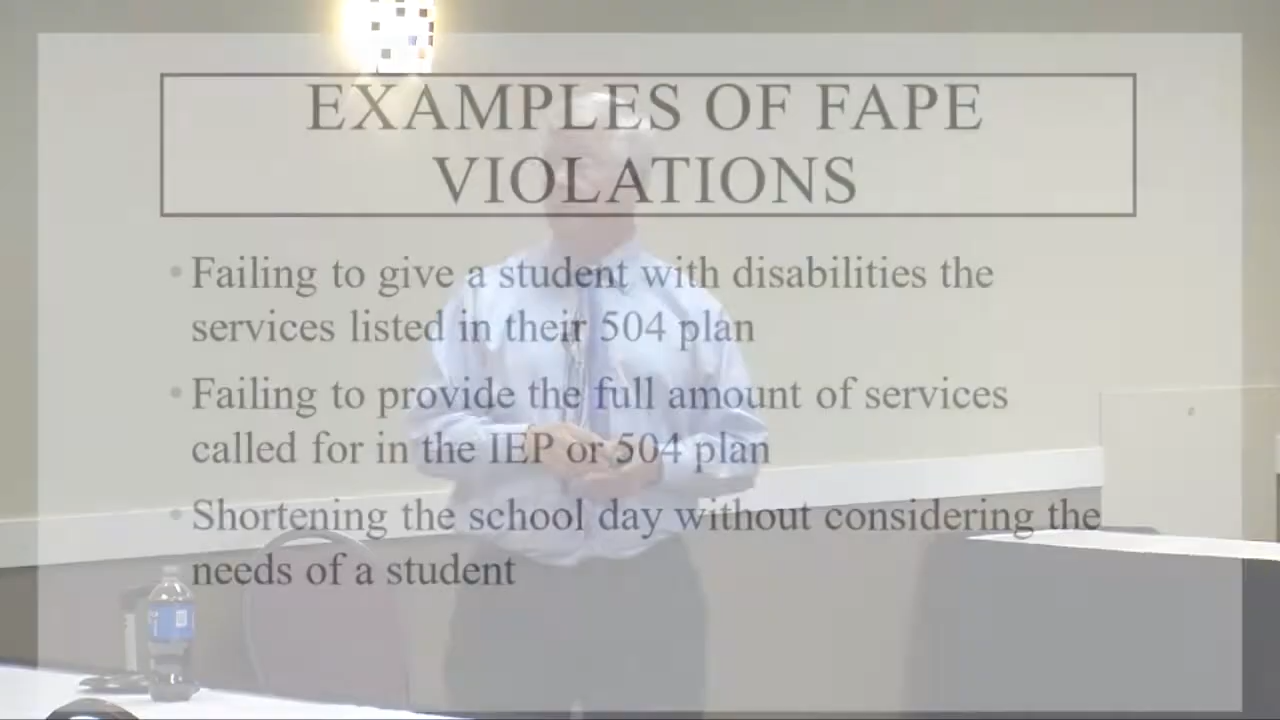 EXAMPLES OF FAPE
VIOLATIONS
• Failing to give a student with disabilities the
services listed in their 504 plan
• Failing to provide the full amount of services
called for in the IEP or 504 plan
• Shortening the school day without considering the
needs of a student